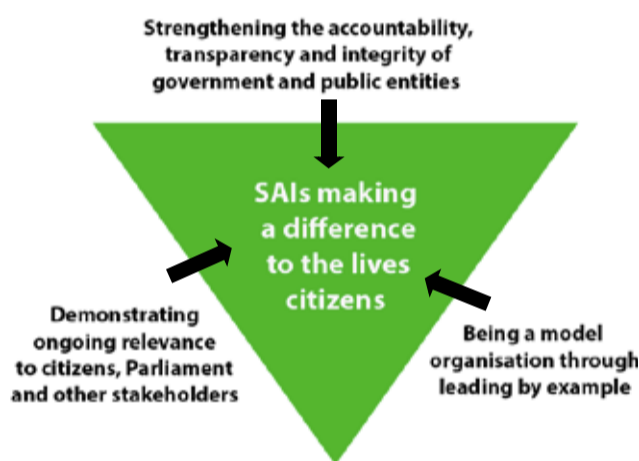 Strengthening the accountability,
transparency and integrity of
government and public entities
SAIs making
a difference
to the lives
citizens
Demonstrating
ongoing relevance
to citizens, Parliament
and other stakeholders
Being a model
organisation through
leading by example